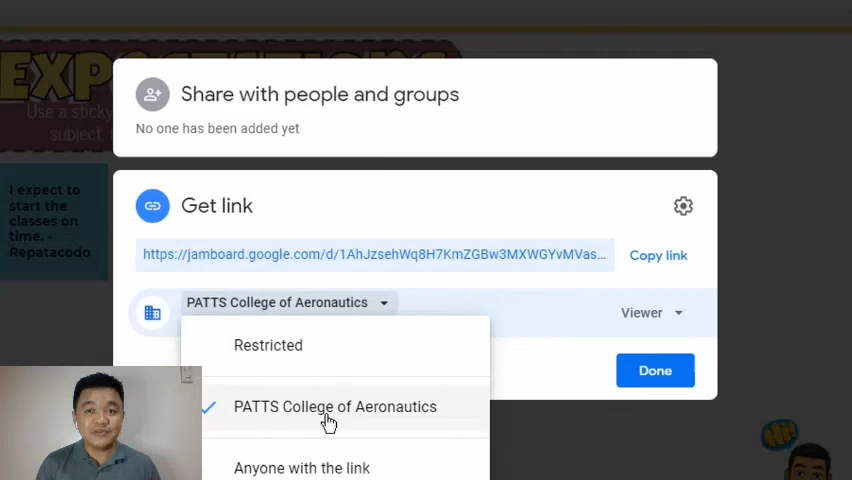 EXPECTATIONS
Use a sticky
subject.
I expect to
start the
classes on
time. -
Repatacodo
Share with people and groups
No one has been added yet
Get link
https://jamboard.google.com/d/1AhJzsehWq8H7KmZGBw3MXWGYvMVas...
Copy link
PATTS College of Aeronautics
Viewer
Restricted
Done
PATTS College of Aeronautics
Anyone with the link
Hi!